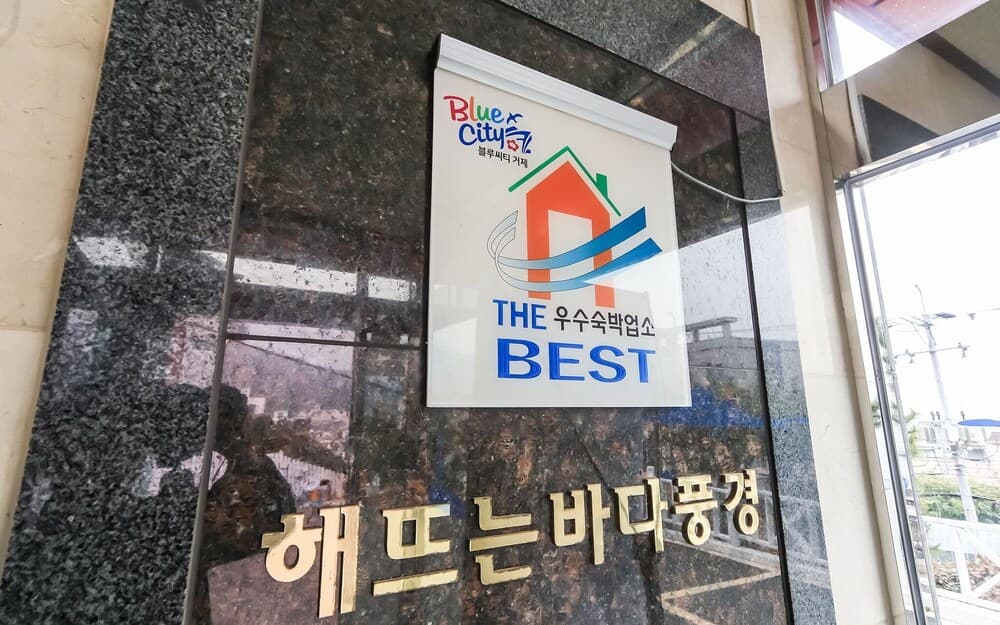 Blue
City
블루씨티 거제
THE 우수숙박업소
BEST
해뜨는바다풍경